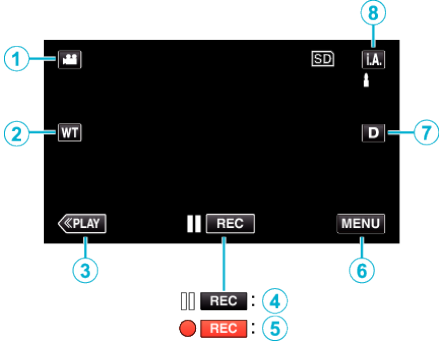 8
1 SD i.A.
2 WT D 7
≪PLAY REC MENU
3 6
REC : 4
REC : 5